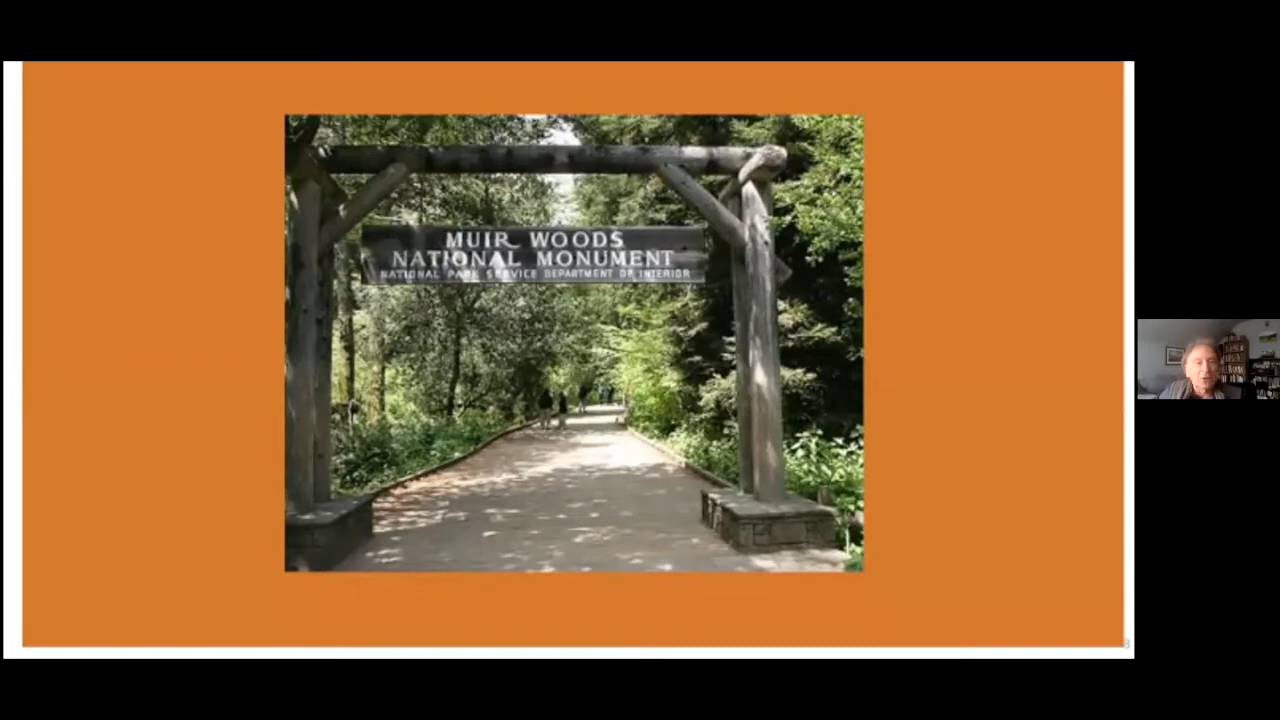 MUIR WOODS
NATIONAL MONUMENT
NATIONAL PARK SERVICE DEPARTMENT OF INTERIOR